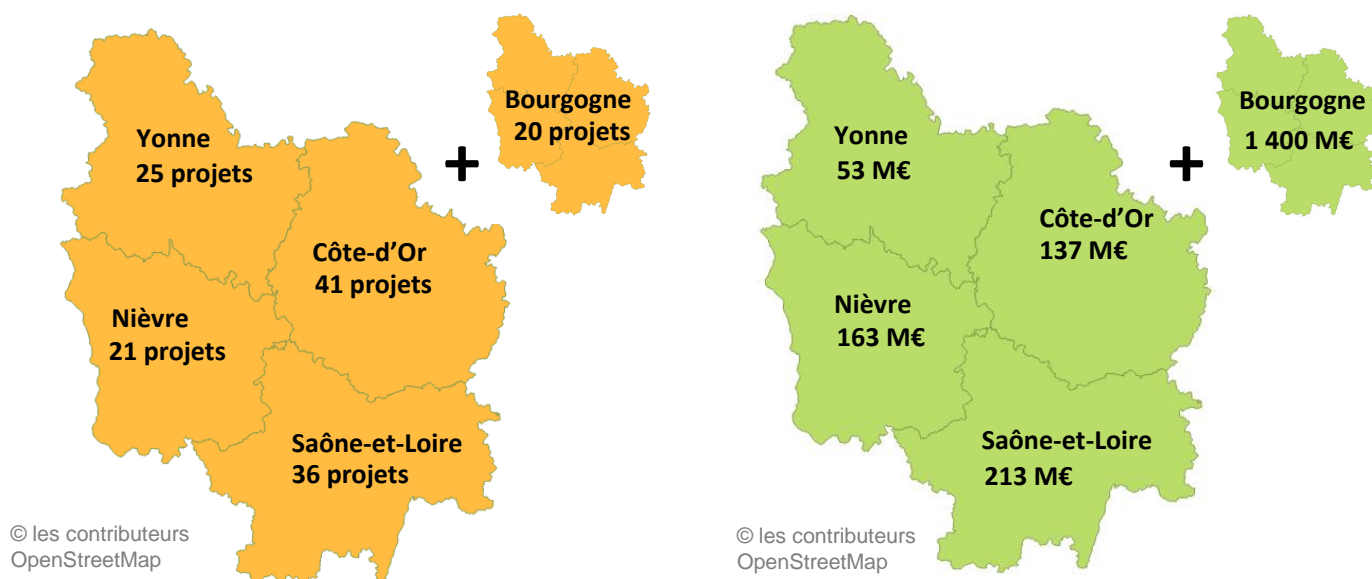 Bourgogne
20 projets
Yonne
25 projets
+
Côte-d'Or
41 projets
Nièvre
21 projets
Saône-et-Loire
36 projets
© les contributeurs
OpenStreetMap
Bourgogne
1 400 M€
Yonne
53 M€
+
Côte-d'Or
137 M€
Nièvre
163 M€
Saône-et-Loire
213 M€
© les contributeurs
OpenStreetMap